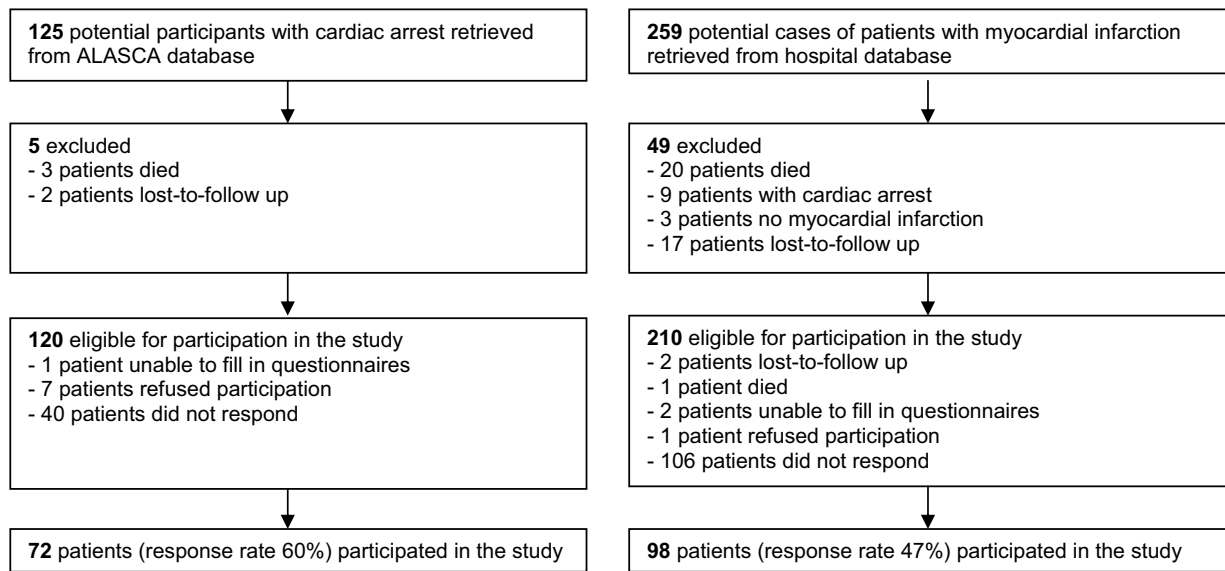 125 potential participants with cardiac arrest retrieved
from ALASCA database
5 excluded
- 3 patients died
- 2 patients lost-to-follow up
120 eligible for participation in the study
- 1 patient unable to fill in questionnaires
- 7 patients refused participation
- 40 patients did not respond
72 patients (response rate 60%) participated in the study
259 potential cases of patients with myocardial infarction
retrieved from hospital database
49 excluded
- 20 patients died
- 9 patients with cardiac arrest
- 3 patients no myocardial infarction
- 17 patients lost-to-follow up
210 eligible for participation in the study
- 2 patients lost-to-follow up
- 1 patient died
- 2 patients unable to fill in questionnaires
- 1 patient refused participation
- 106 patients did not respond
98 patients (response rate 47%) participated in the study